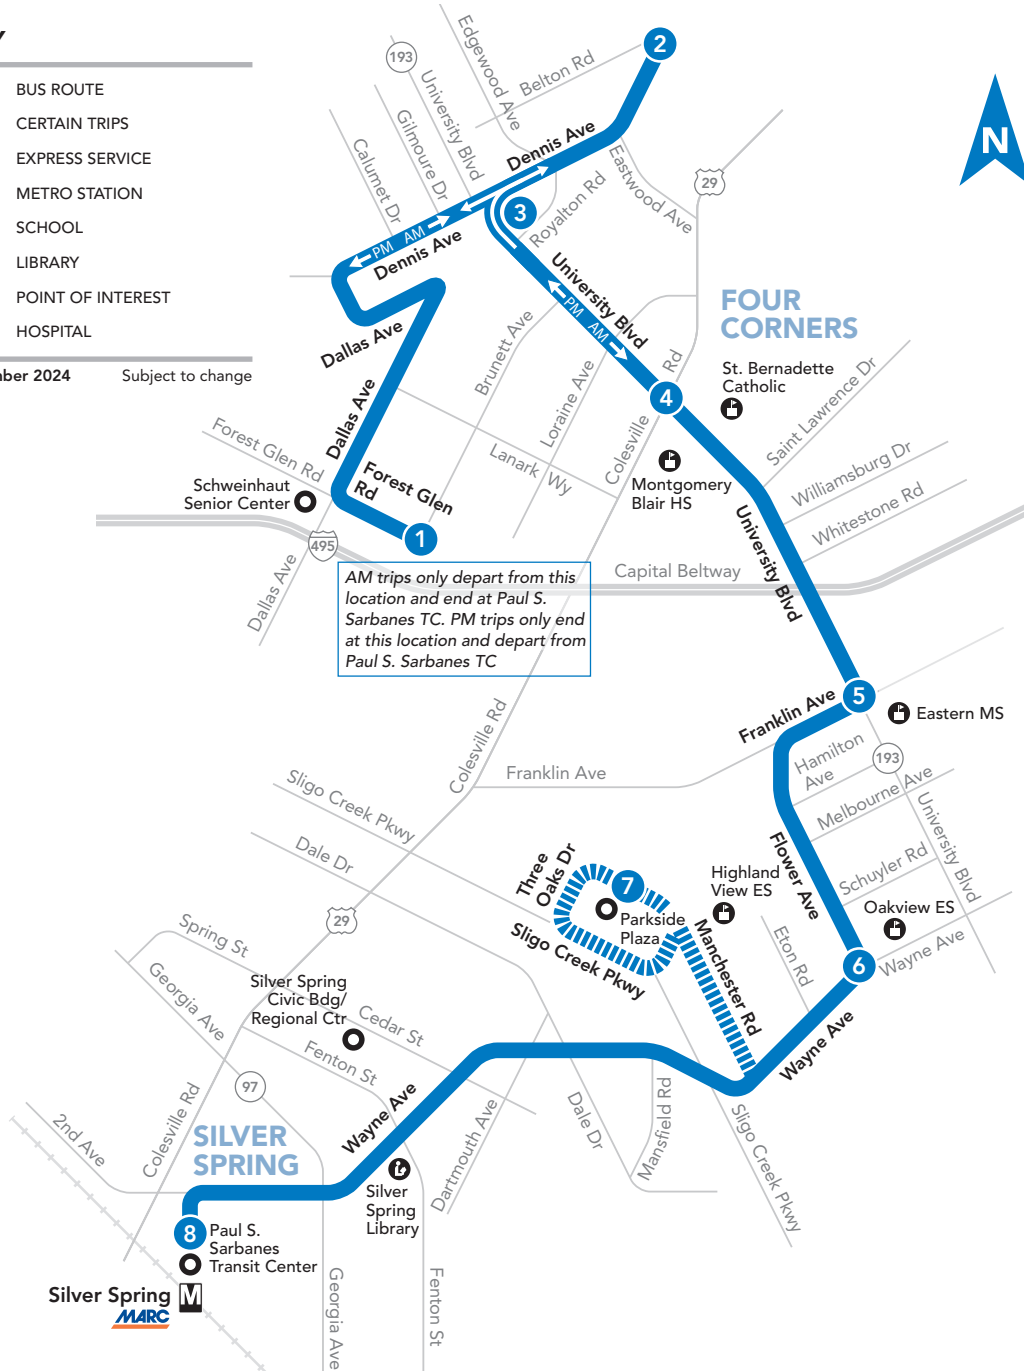 BUS ROUTE
CERTAIN TRIPS
EXPRESS SERVICE
METRO STATION
SCHOOL
LIBRARY
POINT OF INTEREST
HOSPITAL
2024
Subject to change
193
Edgewood Ave
Belton Rd
2
University Blvd
Gilmoure Dr
Calumet Dr
Dennis Ave
Eastwood Ave
29
N
3
Royalton Rd
PM AM
Dennis Ave
University Blvd
PM AM
FOUR
CORNERS
Dallas Ave
Brunett Ave
Loraine Ave
Rd
Colesville
4
St. Bernadette
Catholic
Saint Lawrence Dr
Dallas Ave
Forest Glen Rd
Lanark Wy
Montgomery
Blair HS
Williamsburg Dr
Whitestone Rd
Schweinhaut
Senior Center
Forest Glen
Rd
1
495
University Blvd
Capital Beltway
Dallas Ave
AM trips only depart from this
location and end at Paul S.
Sarbanes TC. PM trips only end
at this location and depart from
Paul S. Sarbanes TC
5
Franklin Ave
Eastern MS
Colesville Rd
Franklin Ave
Hamilton
Ave
193
Melbourne Ave
University Blvd
Sligo Creek Pkwy
Dale Dr
Three
Oaks Dr
7
Parkside
Plaza
Highland
View ES
Flower Ave
Schuyler Rd
Oakview ES
29
Sligo Creek Pkwy
Manchester Rd
Eton Rd
6
Wayne Ave
Spring St
Georgia Ave
Silver Spring
Civic Bdg/
Regional Ctr
Cedar St
Fenton St
Wayne Ave
97
Wayne Ave
Colesville Rd
2nd Ave
SILVER
SPRING
Dartmouth Ave
Dale Dr
Mansfield Rd
Sligo Creek Pkwy
Silver
Spring
Library
8
Paul S.
Sarbanes
Transit Center
Silver Spring
M
MARC
Georgia Ave
Fenton St